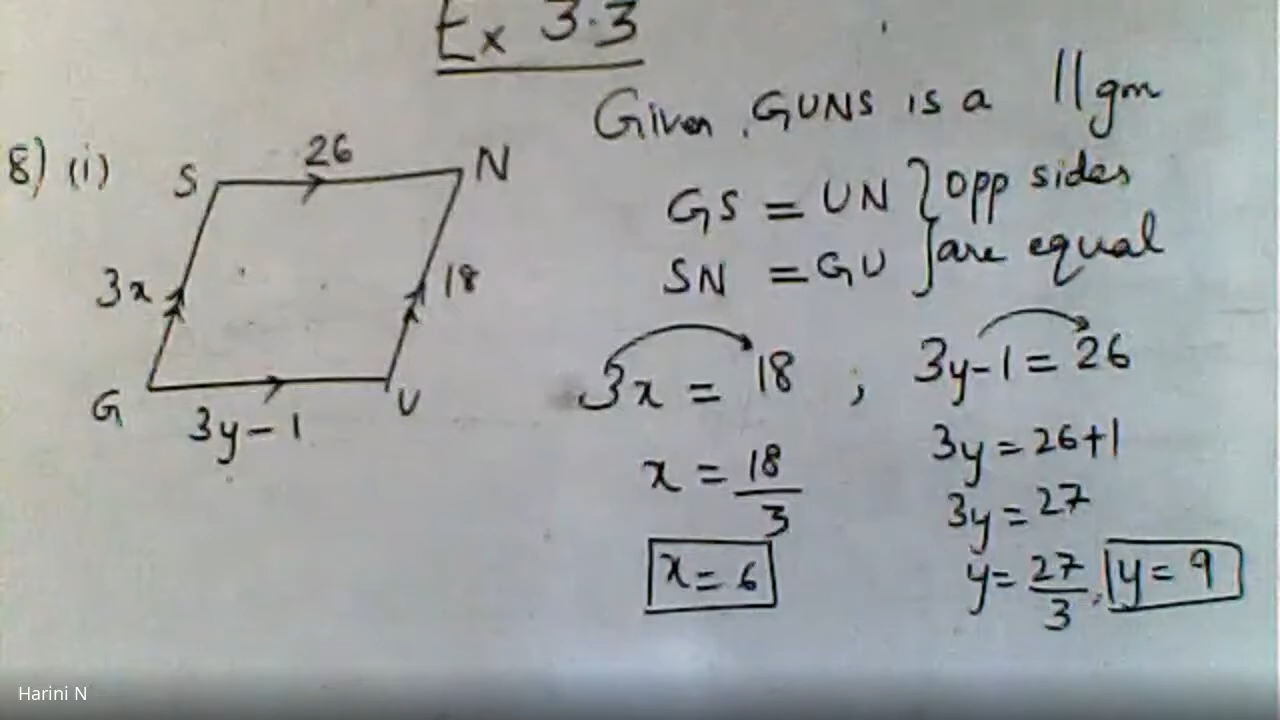 Ex 3.3
8) (i)
S
26
N
3x
18
G
3y-1
U
Given, GUNS is a ||gm
GS = UN } opp sides
SN = GU } are equal
3x = 18 , 3y-1 = 26
x = 18/3
x = 6
3y = 26+1
3y = 27
y = 27/3, y = 9
Harini N